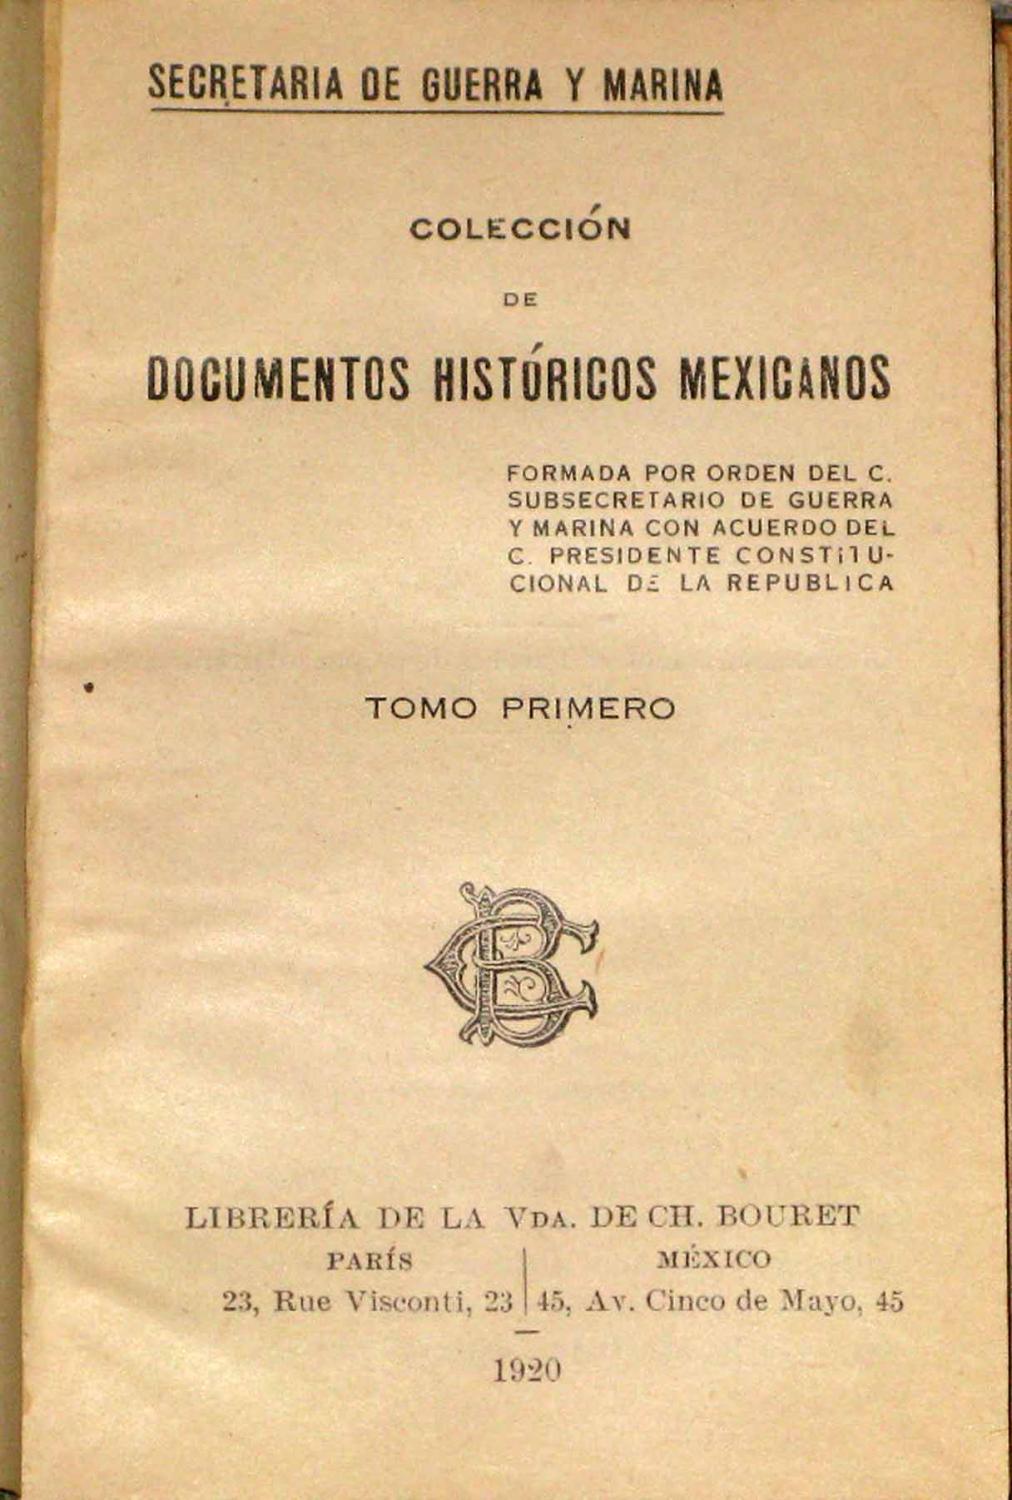 SECRETARIA DE GUERRA Y MARINA
COLECCIÓN
DE
DOCUMENTOS HISTÓRICOS MEXICANOS
FORMADA POR ORDEN DEL C.
SUBSECRETARIO DE GUERRA
Y MARINA CON ACUERDO DEL
C. PRESIDENTE CONSTITU-
CIONAL DE LA REPUBLICA
TOMO PRIMERO
CB
LIBRERÍA DE LA VDA. DE CH. BOURET
PARÍS
23, Rue Visconti, 23
MÉXICO
45, Av. Cinco de Mayo, 45
1920